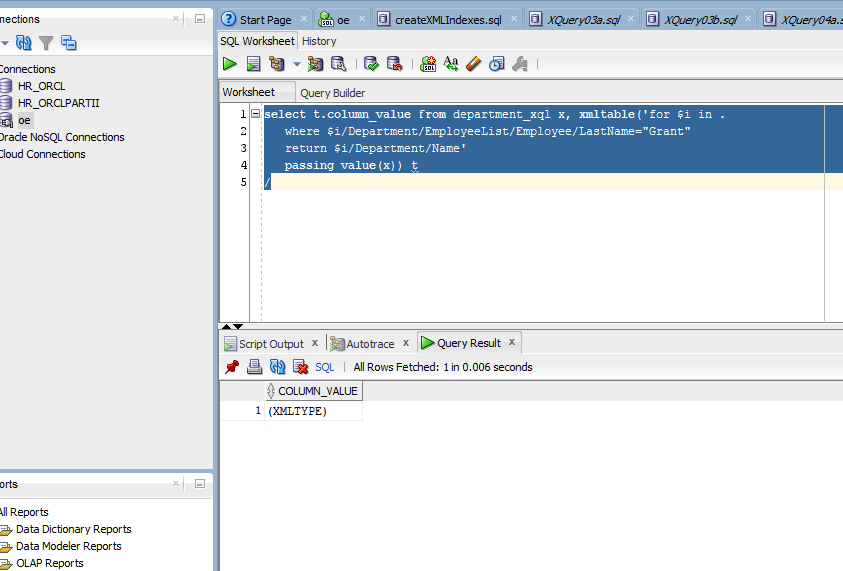 nnections
Connections
HR_ORCL
HR_ORCLPARTII
oe
Oracle NoSQL Connections
Cloud Connections
orts
All Reports
Data Dictionary Reports
Data Modeler Reports
OLAP Reports
Start Page oe createXMLIndexes.sql XQuery03a.sql XQuery03b.sql XQuery04a.s
SQL Worksheet History
Worksheet Query Builder
1 select t.column_value from department_xql x, xmltable('for $i in .
2 where $i/Department/EmployeeList/Employee/LastName="Grant"
3 return $i/Department/Name'
4 passing value(x)) t
5 /
Script Output x Autotrace x Query Result x
SQL | All Rows Fetched: 1 in 0.006 seconds
COLUMN_VALUE
1 (XMLTYPE)